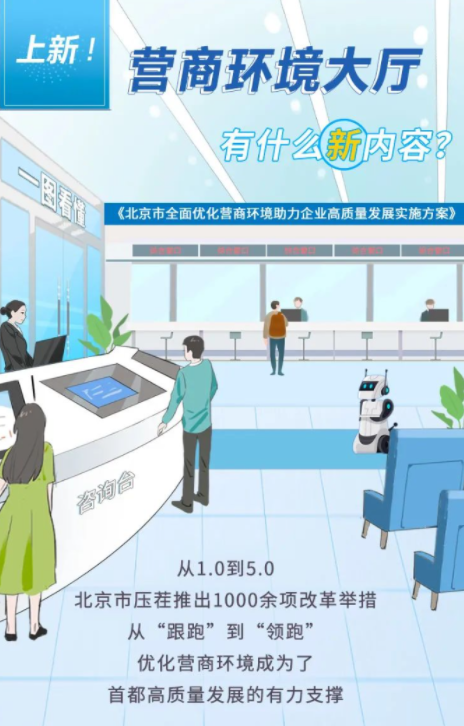 上新！
营商环境大厅
有什么新内容？
一图看懂
《北京市全面优化营商环境助力企业高质量发展实施方案》
咨询台
从1.0到5.0
北京市压茬推出1000余项改革举措
从“跟跑”到“领跑”
优化营商环境成为了
首都高质量发展的有力支撑